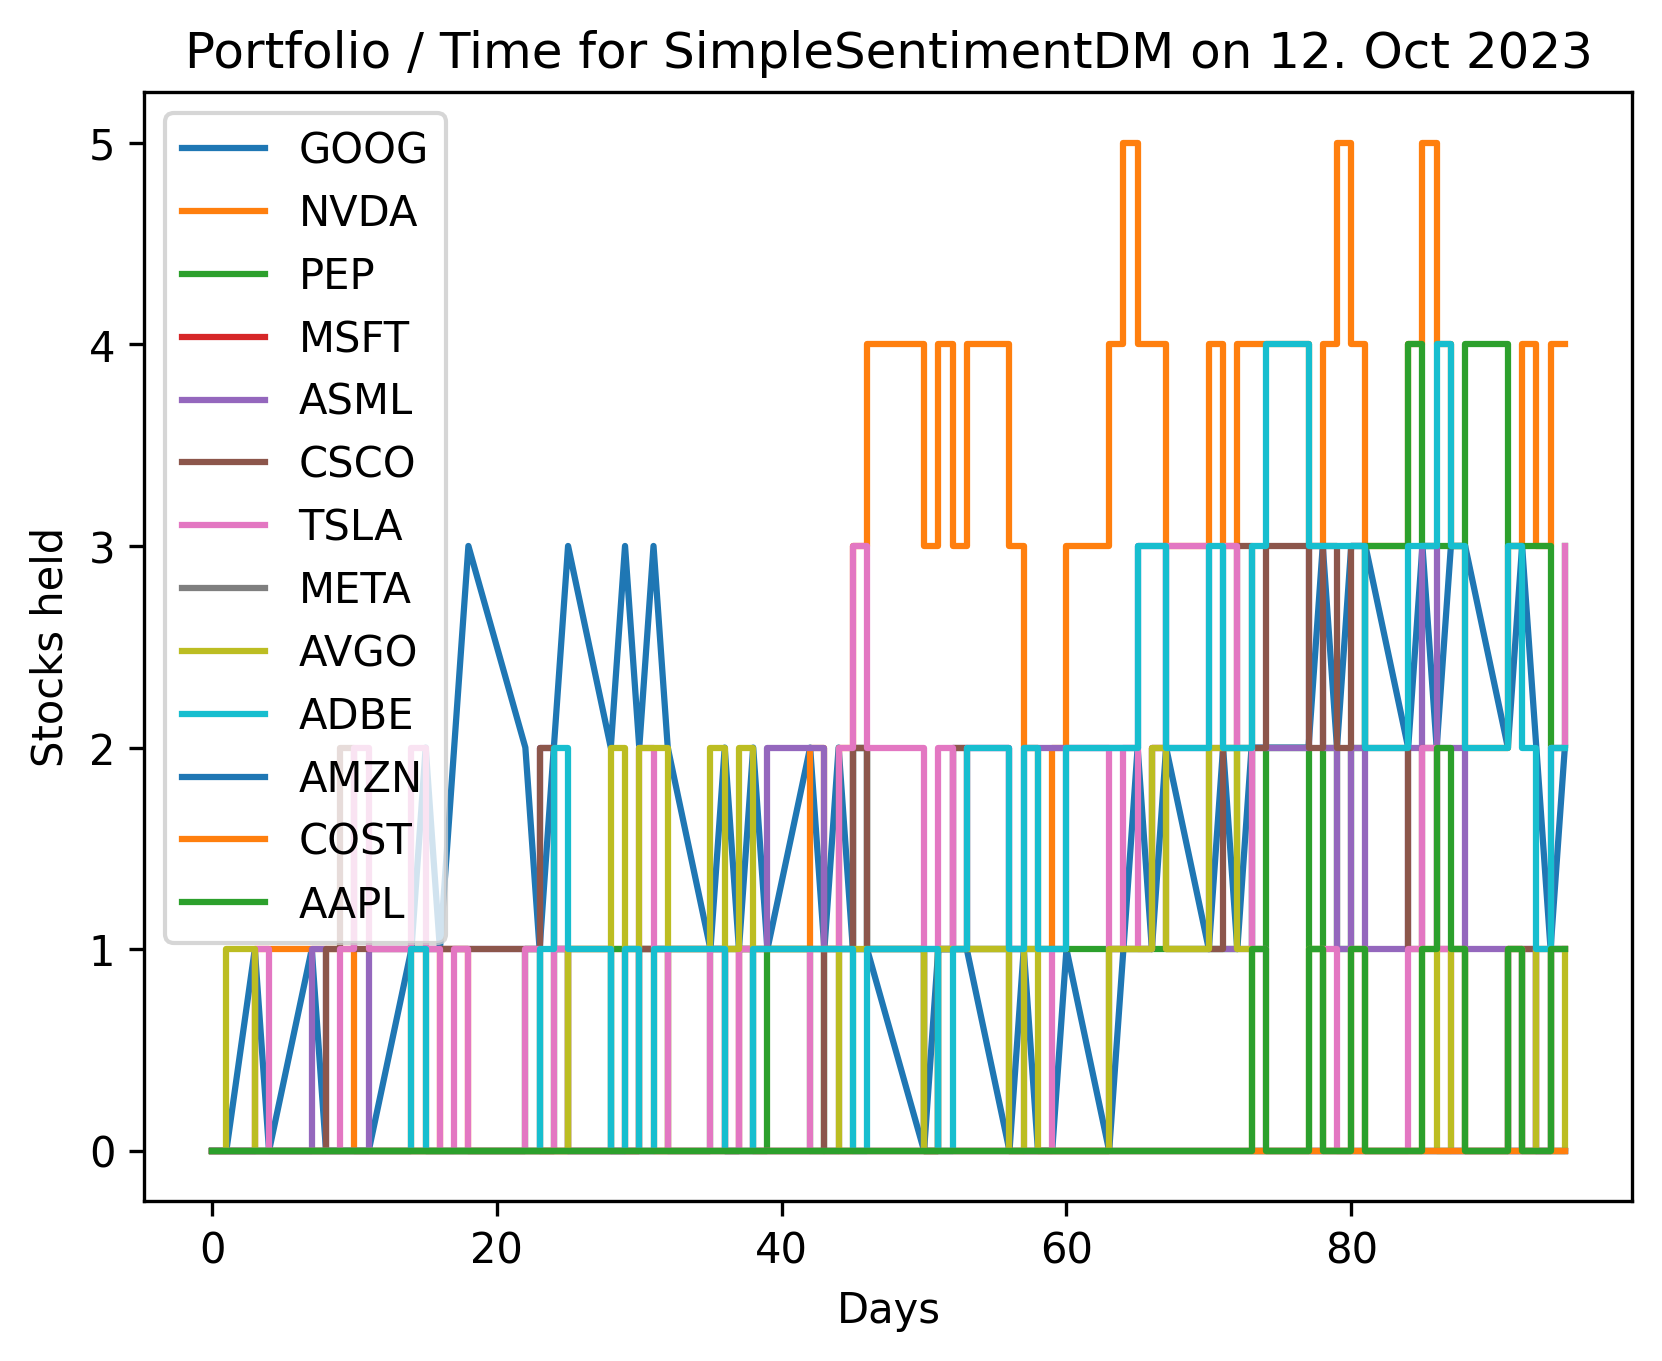 Portfolio / Time for SimpleSentimentDM on 12. Oct 2023
5
4
3
2
1
0
Stocks held
GOOG
NVDA
PEP
MSFT
ASML
CSCO
TSLA
META
AVGO
ADBE
AMZN
COST
AAPL
0 20 40 60 80
Days